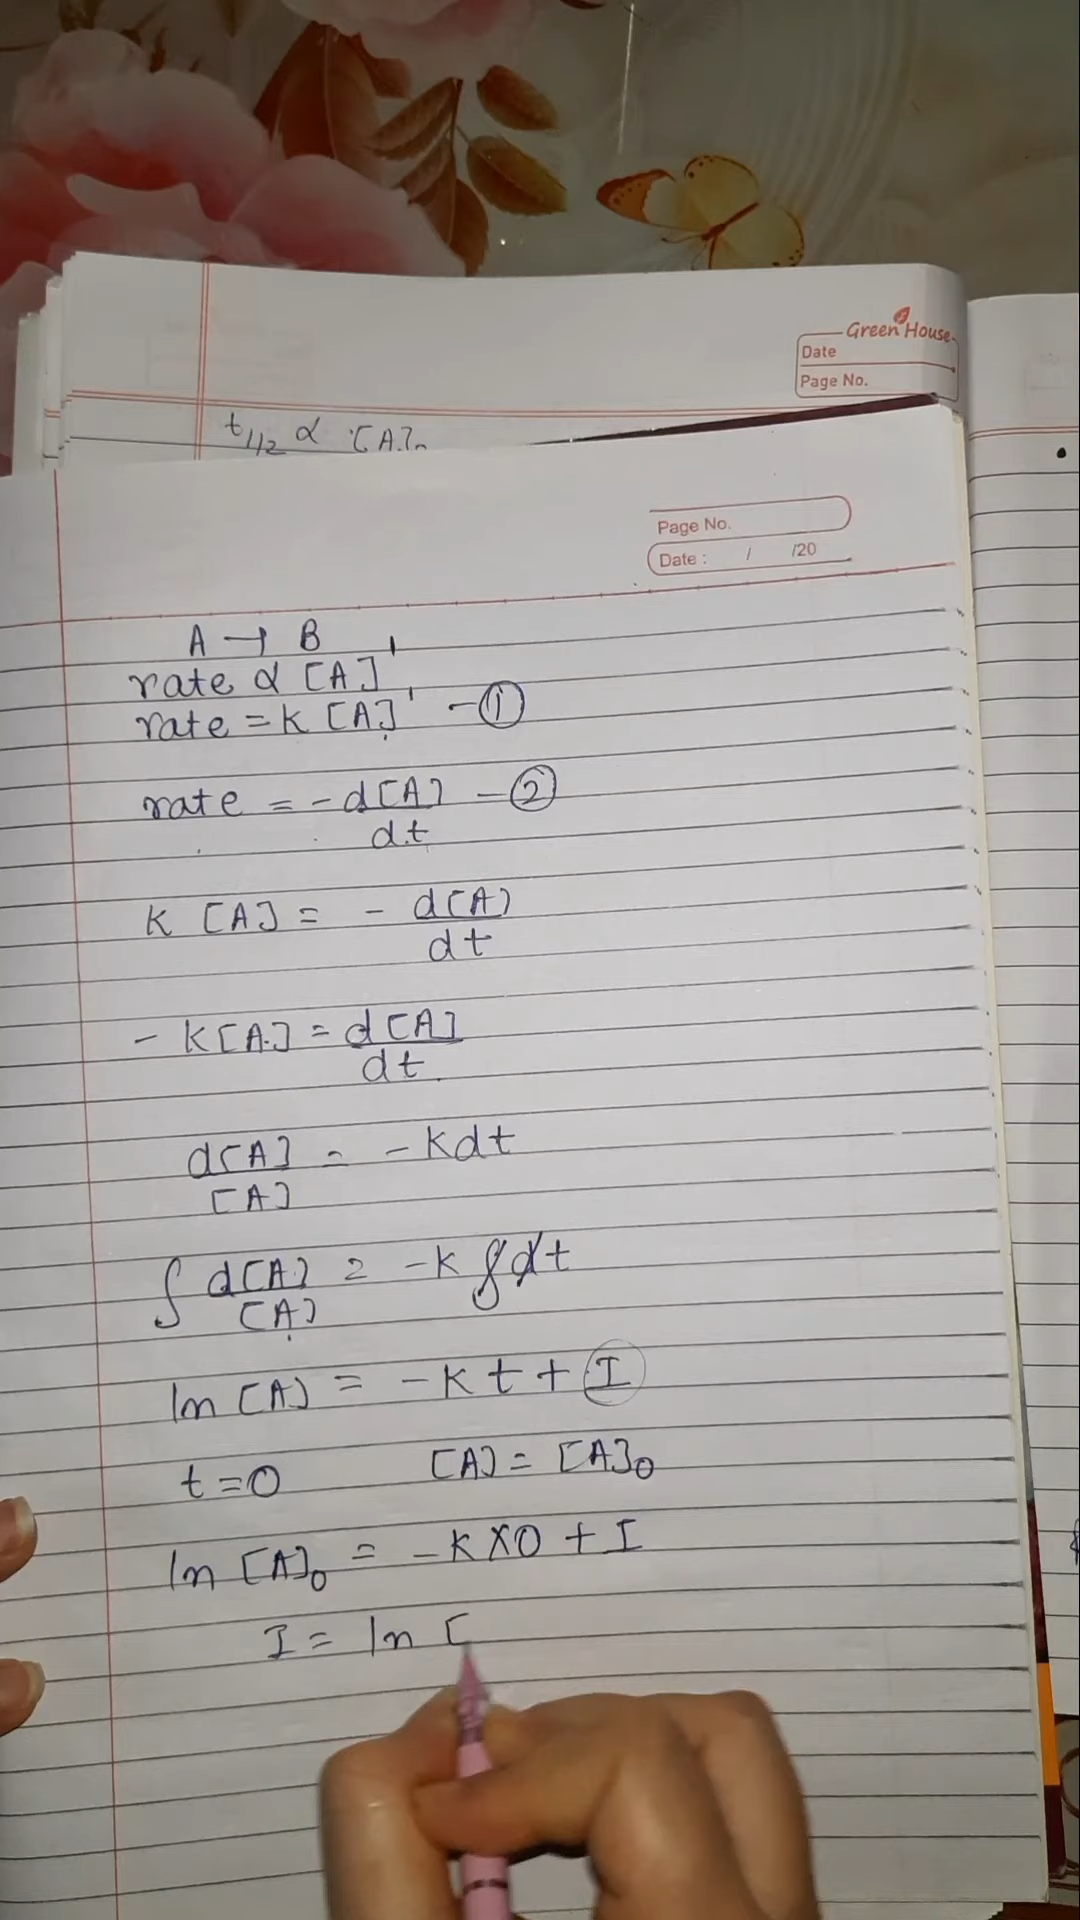 Green House
Date
Page No.
t1/2 α [A]0
Page No.
Date : / /20
A → B
rate α [A]¹
rate = K [A]¹ - ①
rate = - d[A]/dt - ②
K [A] = - d[A]/dt
- K[A] = d[A]/dt
d[A]/[A] = - Kdt
∫ d[A]/[A] = -K ∫dt
ln [A] = -Kt + I
t = 0 [A] = [A]0
ln [A]0 = -K×0 + I
I = ln [